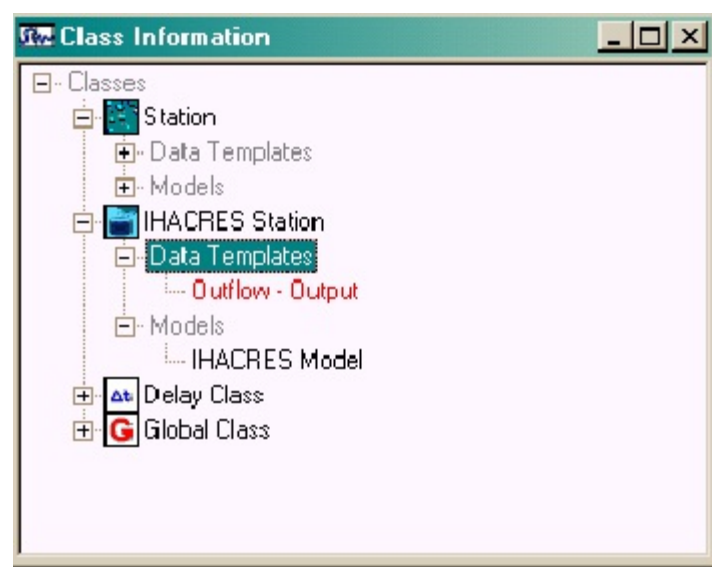 Class Information
Classes
Station
Data Templates
Models
IHACRES Station
Data Templates
Outflow - Output
Models
IHACRES Model
Δt Delay Class
G Global Class